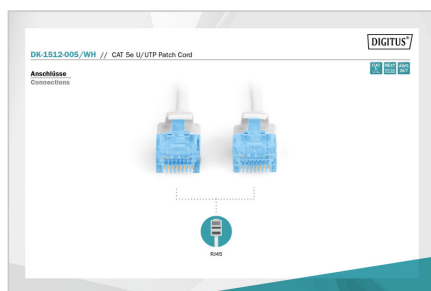 DIGITUS®
DK-1512-005/WH // CAT 5e U/UTP Patch Cord
Anschlüsse
Connections
RJ45